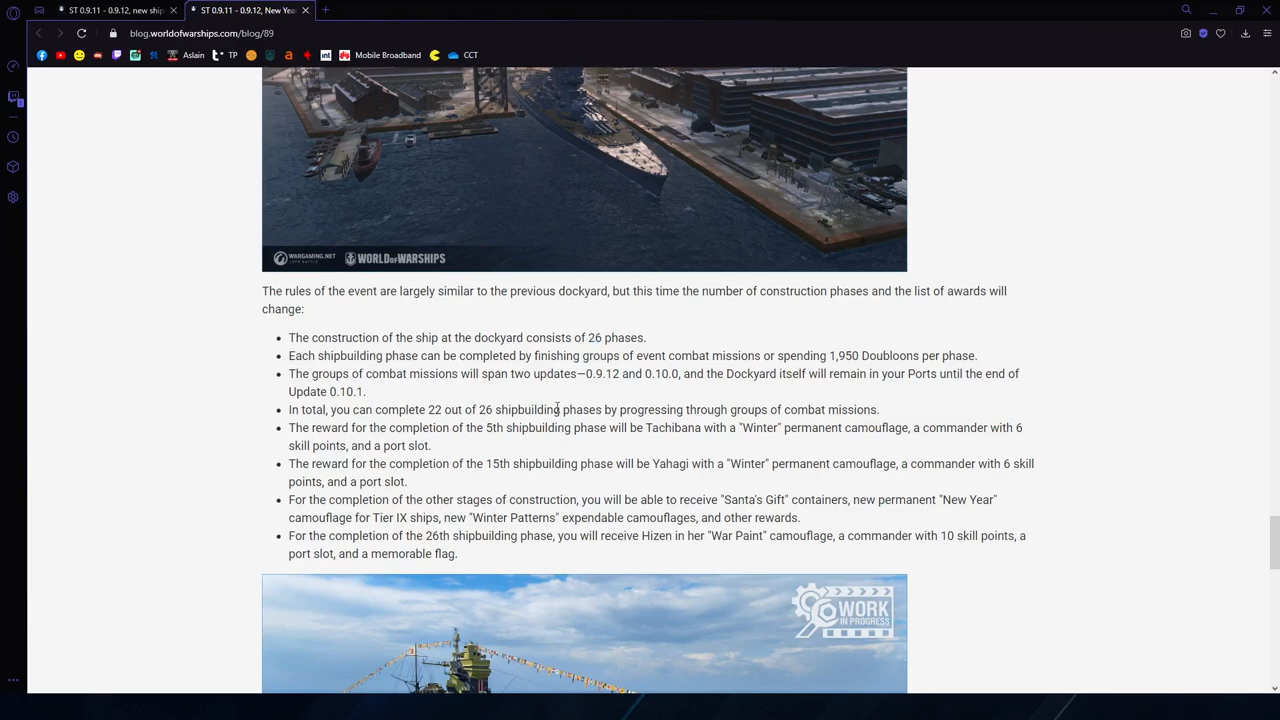 ST 0.9.11 – 0.9.12, new ship
ST 0.9.11 – 0.9.12, New Yea
blog.worldofwarships.com/blog/89
Aslain
TP
int
Mobile Broadband
CCT
WARGAMING.NET
LET'S BATTLE
WORLD OF WARSHIPS
The rules of the event are largely similar to the previous dockyard, but this time the number of construction phases and the list of awards will
change:
• The construction of the ship at the dockyard consists of 26 phases.
• Each shipbuilding phase can be completed by finishing groups of event combat missions or spending 1,950 Doubloons per phase.
• The groups of combat missions will span two updates—0.9.12 and 0.10.0, and the Dockyard itself will remain in your Ports until the end of
Update 0.10.1.
• In total, you can complete 22 out of 26 shipbuilding phases by progressing through groups of combat missions.
• The reward for the completion of the 5th shipbuilding phase will be Tachibana with a "Winter" permanent camouflage, a commander with 6
skill points, and a port slot.
• The reward for the completion of the 15th shipbuilding phase will be Yahagi with a "Winter" permanent camouflage, a commander with 6 skill
points, and a port slot.
• For the completion of the other stages of construction, you will be able to receive "Santa's Gift" containers, new permanent "New Year"
camouflage for Tier IX ships, new "Winter Patterns" expendable camouflages, and other rewards.
• For the completion of the 26th shipbuilding phase, you will receive Hizen in her "War Paint" camouflage, a commander with 10 skill points, a
port slot, and a memorable flag.
WORK
IN PROGRESS